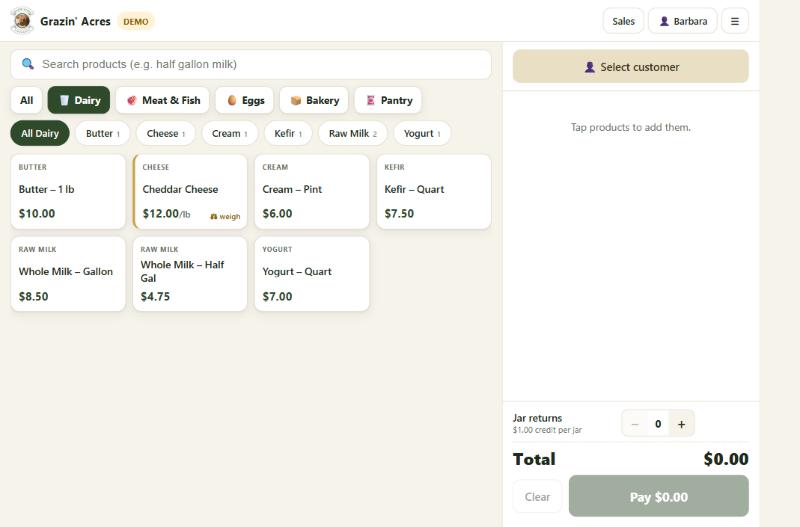 Grazin' Acres DEMO
Sales
Barbara
Search products (e.g. half gallon milk)
All
Dairy
Meat & Fish
Eggs
Bakery
Pantry
All Dairy
Butter 1
Cheese 1
Cream 1
Kefir 1
Raw Milk 2
Yogurt 1
BUTTER
Butter – 1 lb
$10.00
CHEESE
Cheddar Cheese
$12.00/lb
weigh
CREAM
Cream – Pint
$6.00
KEFIR
Kefir – Quart
$7.50
RAW MILK
Whole Milk – Gallon
$8.50
RAW MILK
Whole Milk – Half
Gal
$4.75
YOGURT
Yogurt – Quart
$7.00
Select customer
Tap products to add them.
Jar returns
$1.00 credit per jar
− 0 +
Total $0.00
Clear
Pay $0.00